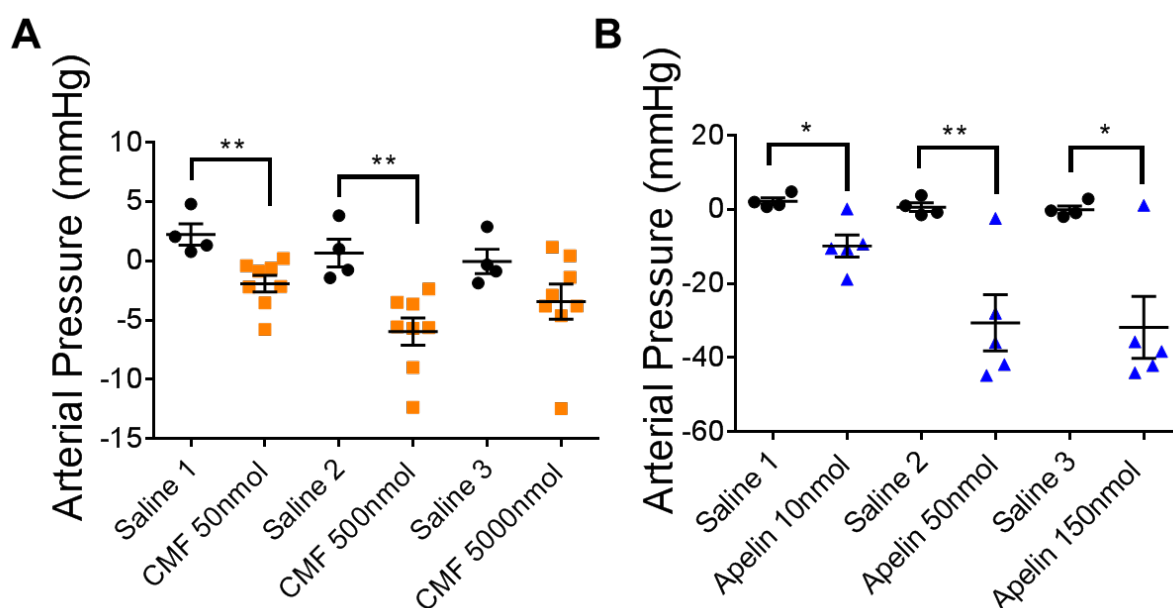 A
Arterial Pressure (mmHg)
10
5
0
-5
-10
-15
**
**
Saline 1
CMF 50nmol
Saline 2
CMF 500nmol
Saline 3
CMF 5000nmol
B
Arterial Pressure (mmHg)
20
0
-20
-40
-60
*
**
*
Saline 1
Apelin 10nmol
Saline 2
Apelin 50nmol
Saline 3
Apelin 150nmol